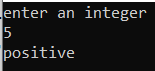 enter an integer
5
positive